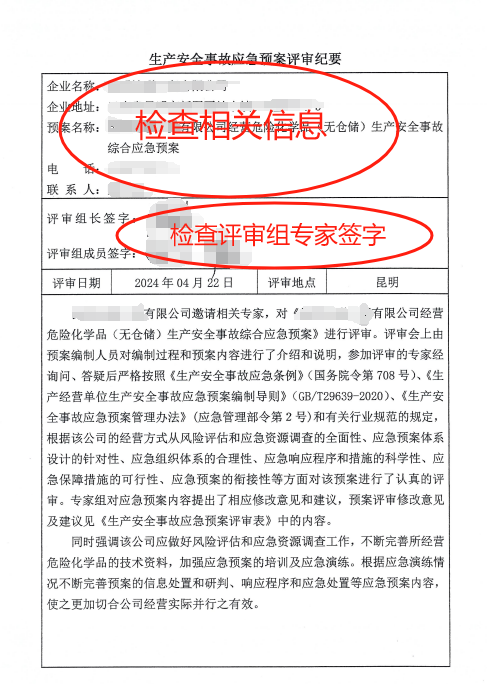 生产安全事故应急预案评审纪要
企业名称：
企业地址：
检查相关信息
预案名称： 有限公司经营危险化学品（无仓储）生产安全事故
综合应急预案
电 话：
联 系 人：
评审组长签字：
检查评审组专家签字
评审组成员签字：
评审日期 2024 年 04 月 22 日 评审地点 昆明
有限公司邀请相关专家，对《 有限公司经营
危险化学品（无仓储）生产安全事故综合应急预案》进行评审。评审会上由
预案编制人员对编制过程和预案内容进行了介绍和说明，参加评审的专家经
询问、答疑后严格按照《生产安全事故应急条例》（国务院令第 708 号）、《生
产经营单位生产安全事故应急预案编制导则》（GB/T29639-2020）、《生产安
全事故应急预案管理办法》（应急管理部令第 2 号）和有关行业规范的规定，
根据该公司的经营方式从风险评估和应急资源调查的全面性、应急预案体系
设计的针对性、应急组织体系的合理性、应急响应程序和措施的科学性、应
急保障措施的可行性、应急预案的衔接性等方面对该预案进行了认真的评
审。专家组对应急预案内容提出了相应修改意见和建议，预案评审修改意见
及建议见《生产安全事故应急预案评审表》中的内容。
同时强调该公司应做好风险评估和应急资源调查工作，不断完善所经营
危险化学品的技术资料，加强应急预案的培训及应急演练。根据应急演练情
况不断完善预案的信息处置和研判、响应程序和应急处置等应急预案内容，
使之更加切合公司经营实际并行之有效。